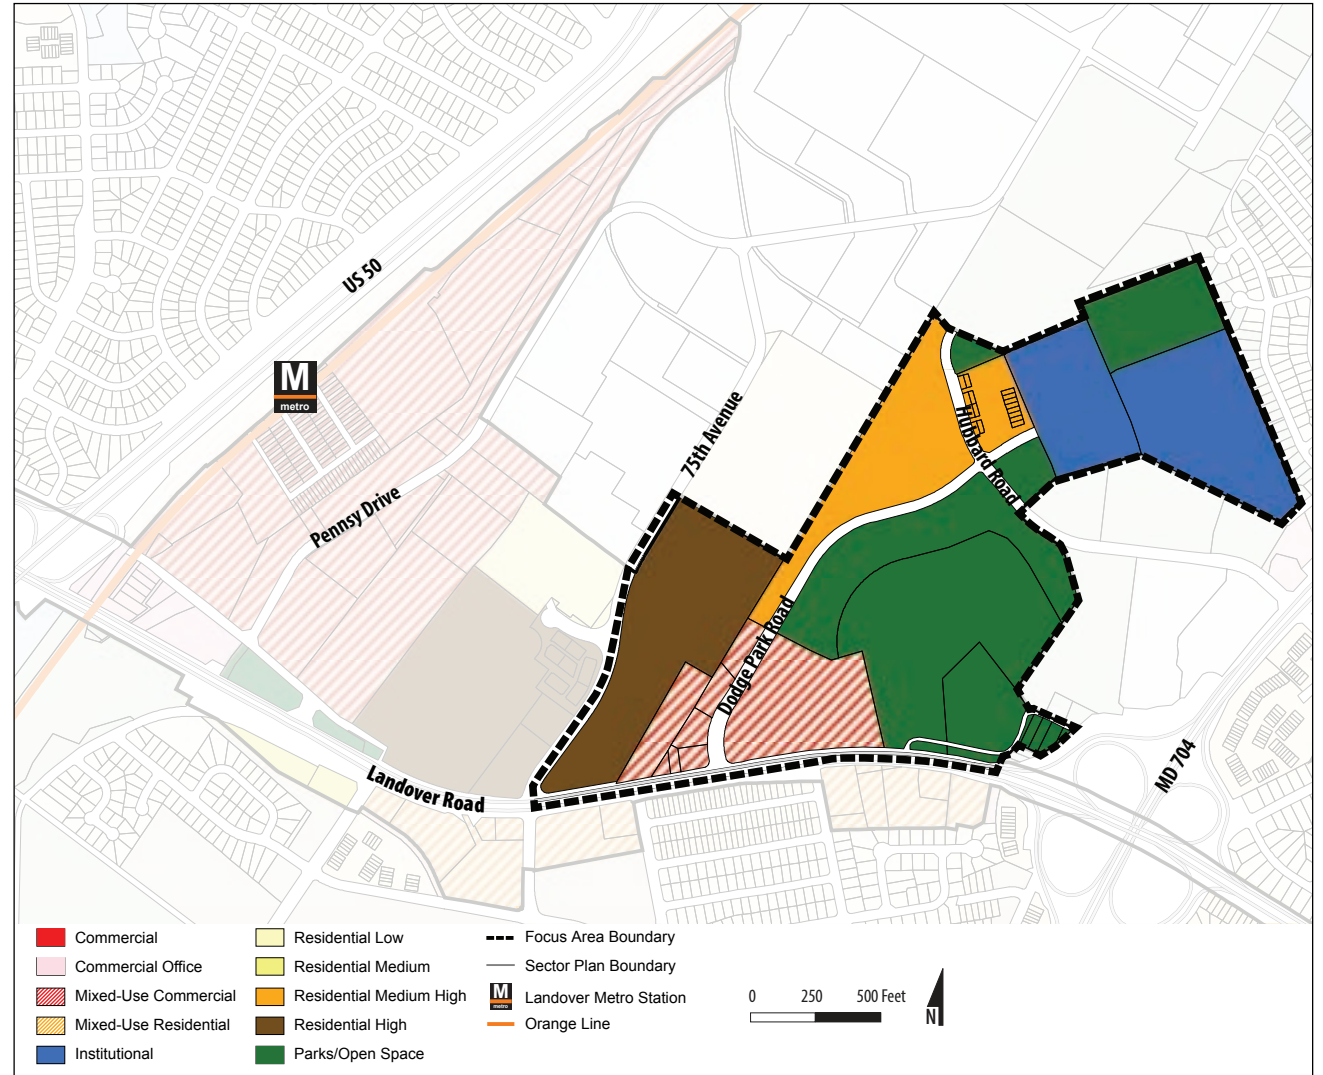 US 50
M
metro
75th Avenue
Hubbard Road
Pennsy Drive
Dodge Park Road
Landover Road
MD 704
Commercial
Commercial Office
Mixed-Use Commercial
Mixed-Use Residential
Institutional
Residential Low
Residential Medium
Residential Medium High
Residential High
Parks/Open Space
Focus Area Boundary
Sector Plan Boundary
M
metro
Landover Metro Station
Orange Line
0 250 500 Feet
N